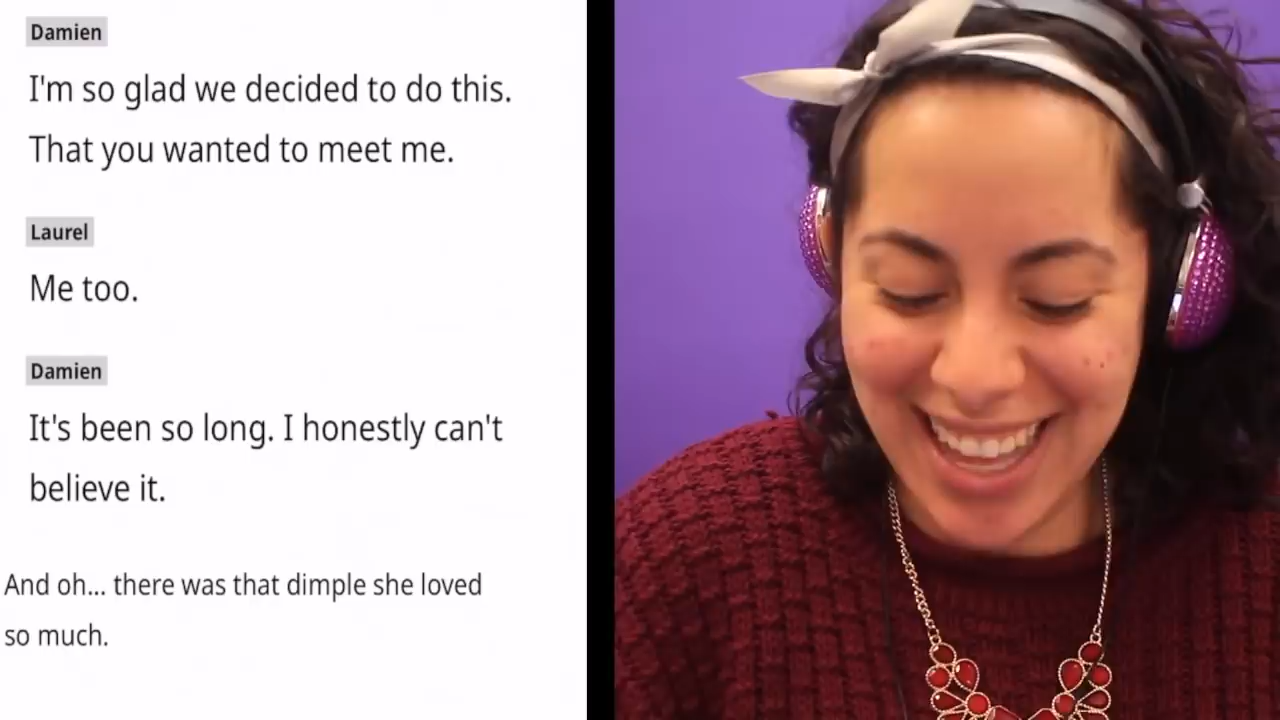 Damien
I'm so glad we decided to do this.
That you wanted to meet me.
Laurel
Me too.
Damien
It's been so long. I honestly can't
believe it.
And oh... there was that dimple she loved
so much.